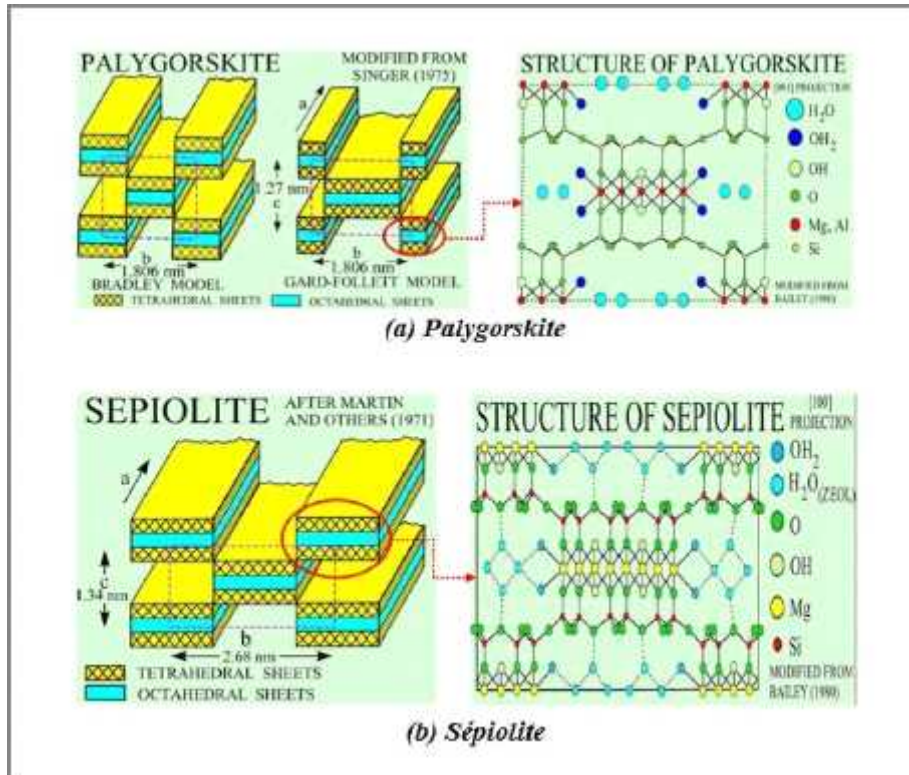 PALYGORSKITE
MODIFIED FROM
SINGER (1975)
a
1.27 nm
c
b
1.806 nm
BRADLEY MODEL
b
1.806 nm
GARD-FOLLETT MODEL
TETRAHEDRAL SHEETS
OCTAHEDRAL SHEETS
STRUCTURE OF PALYGORSKITE
PROJECTION
H2O
OH2
OH
O
Mg, Al
Si
MODIFIED FROM
BAILEY (1980)
(a) Palygorskite
SEPIOLITE
AFTER MARTIN
AND OTHERS (1971)
a
c
1.34 nm
b
2.68 nm
TETRAHEDRAL SHEETS
OCTAHEDRAL SHEETS
STRUCTURE OF SEPIOLITE
PROJECTION
OH2
H2O (ZEOL)
O
OH
Mg
Si
MODIFIED FROM
BAILEY (1980)
(b) Sépiolite